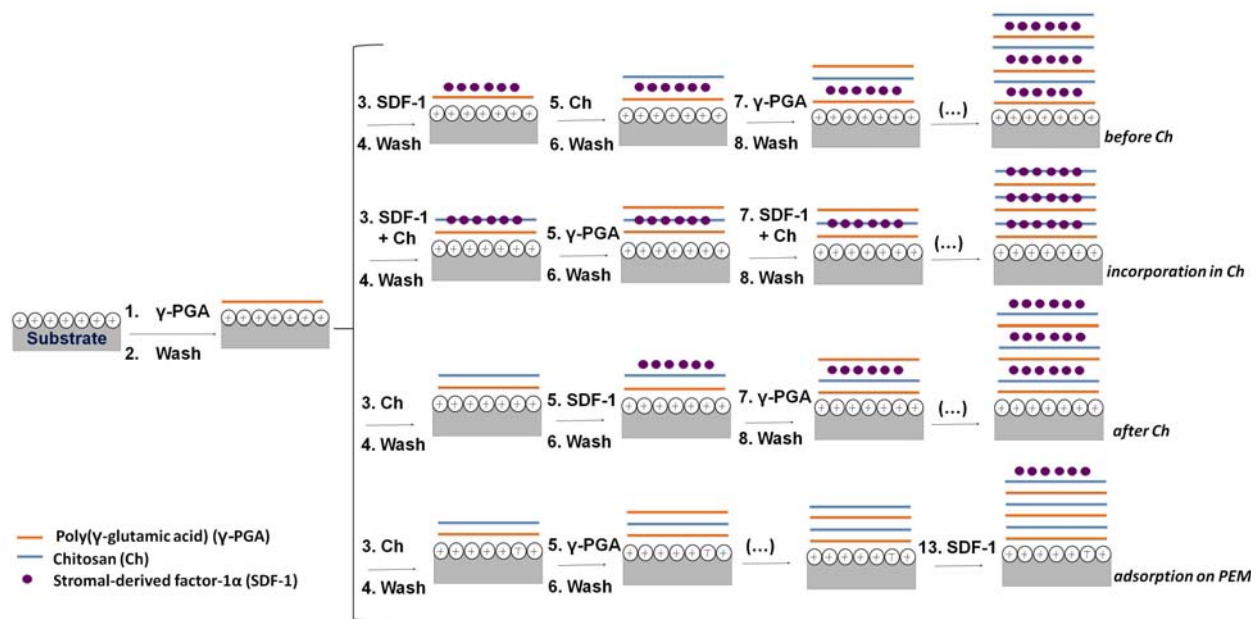 3. SDF-1
4. Wash
5. Ch
6. Wash
7. γ-PGA
8. Wash
(...)
before Ch
3. SDF-1
+ Ch
4. Wash
5. γ-PGA
6. Wash
7. SDF-1
+ Ch
8. Wash
(...)
incorporation in Ch
Substrate
1. γ-PGA
2. Wash
3. Ch
4. Wash
5. SDF-1
6. Wash
7. γ-PGA
8. Wash
(...)
after Ch
3. Ch
4. Wash
5. γ-PGA
6. Wash
(...)
13. SDF-1
adsorption on PEM
Poly(γ-glutamic acid) (γ-PGA)
Chitosan (Ch)
Stromal-derived factor-1α (SDF-1)